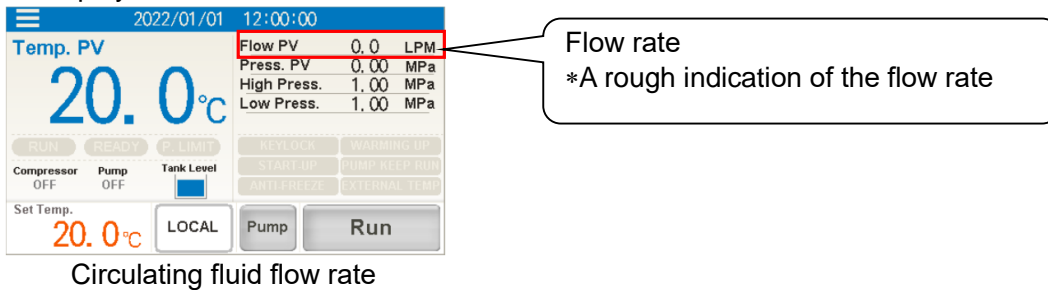 2022/01/01 12:00:00
Temp. PV
20.0℃
Flow PV 0.0 LPM
Press. PV 0.00 MPa
High Press. 1.00 MPa
Low Press. 1.00 MPa
RUN READY P. LIMIT
KEYLOCK WARMING UP
START-UP PUMP KEEP RUN
ANTI-FREEZE EXTERNAL TEMP
Compressor Pump Tank Level
OFF OFF
Set Temp.
20.0℃
LOCAL Pump Run
Flow rate
*A rough indication of the flow rate
Circulating fluid flow rate